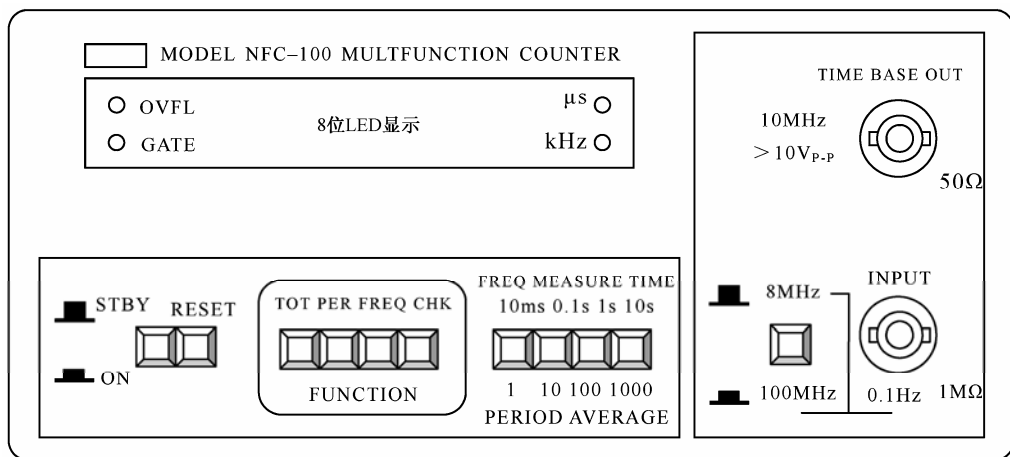 MODEL NFC–100 MULTFUNCTION COUNTER
OVFL
GATE
8位LED显示
μs
kHz
TIME BASE OUT
10MHz
>10VP-P
50Ω
STBY
RESET
ON
TOT PER FREQ CHK
FUNCTION
FREQ MEASURE TIME
10ms 0.1s 1s 10s
1 10 100 1000
PERIOD AVERAGE
8MHz
INPUT
100MHz
0.1Hz
1MΩ